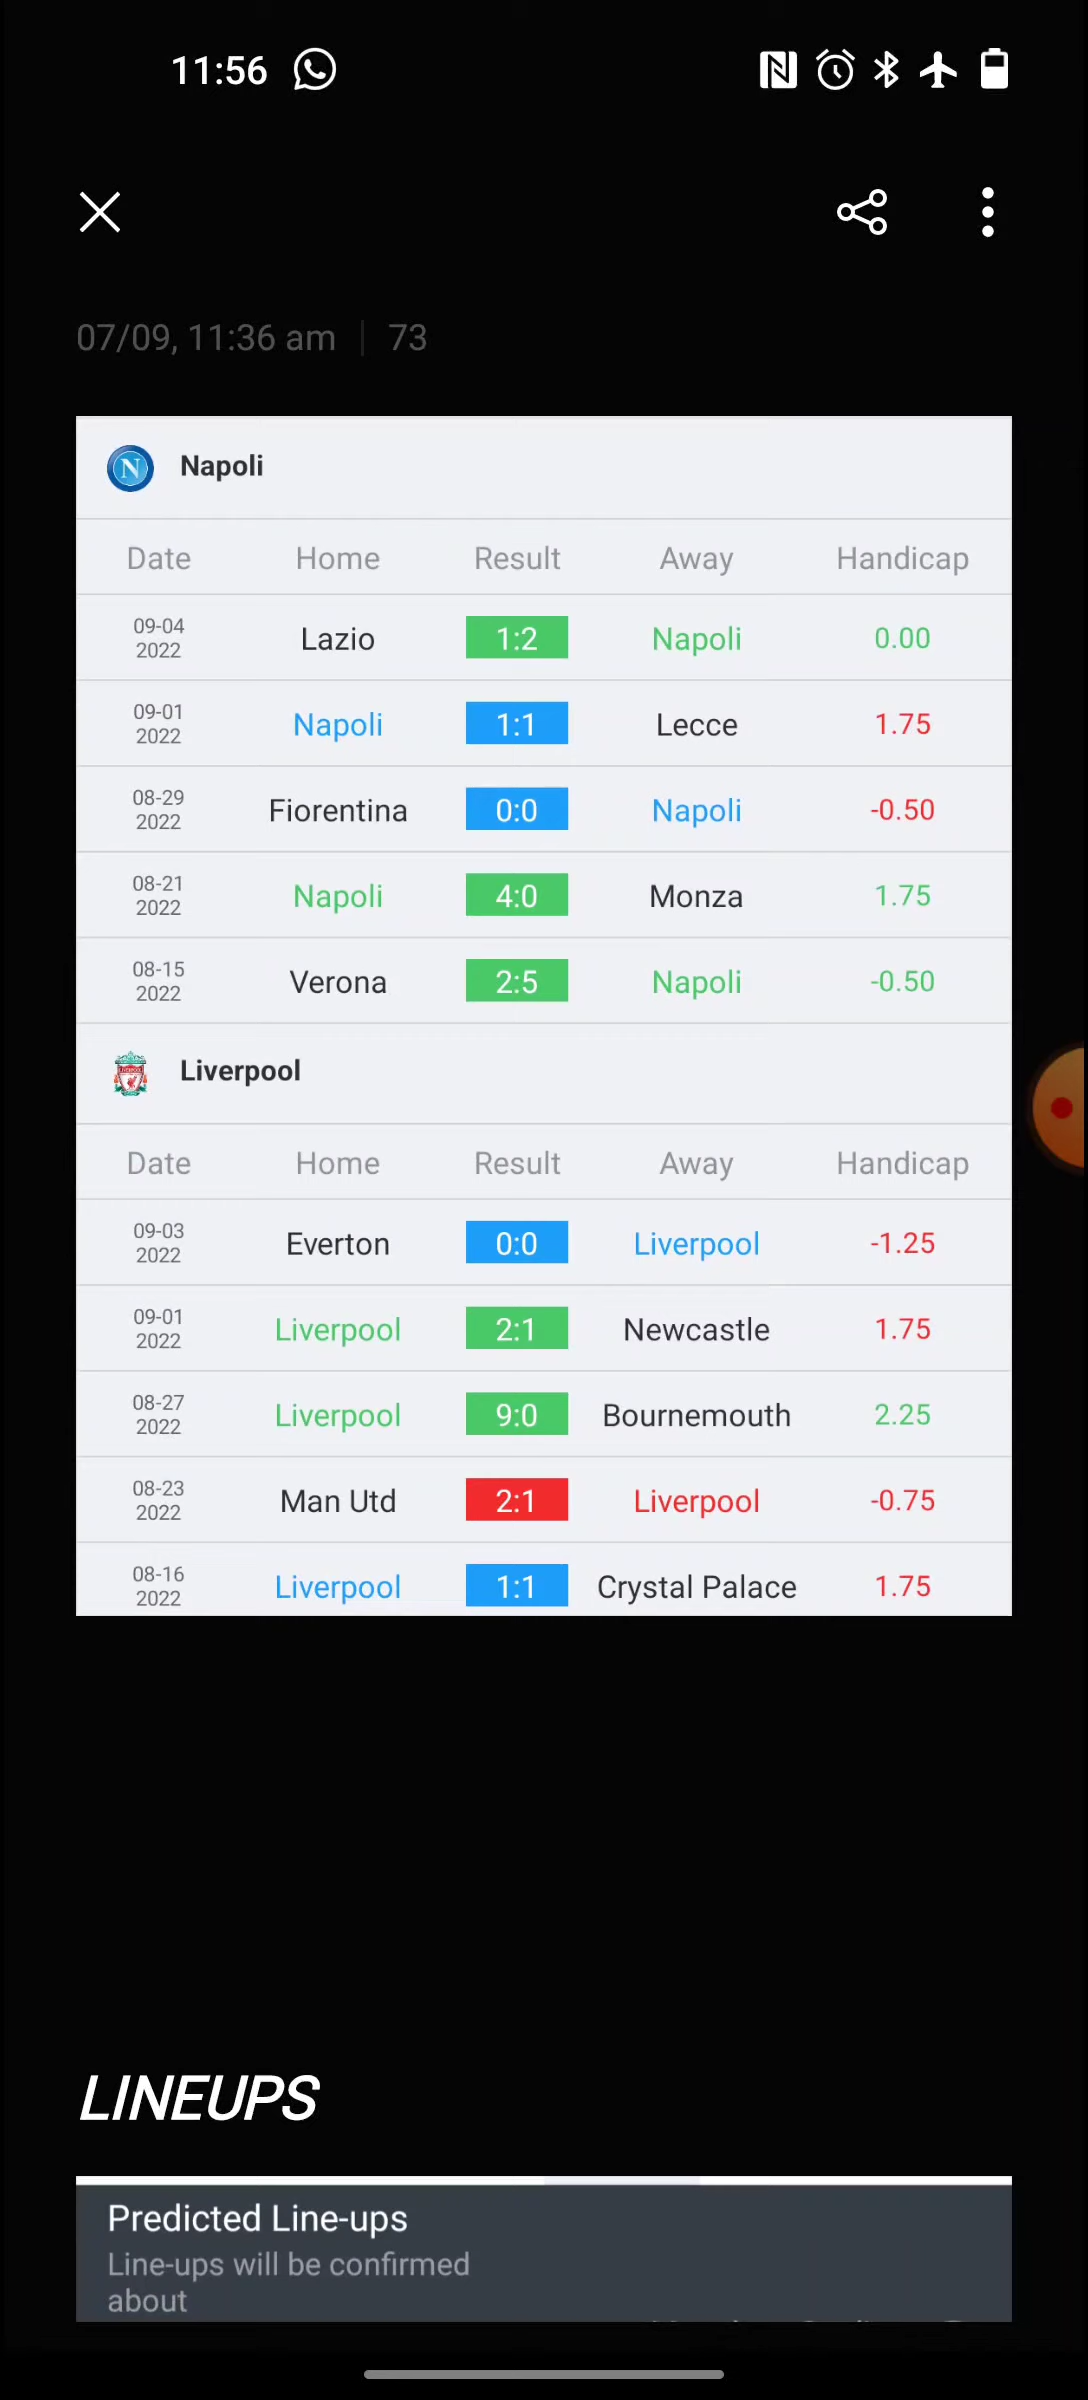 11:56
07/09, 11:36 am | 73
Napoli
Date Home Result Away Handicap
09-04 2022 Lazio 1:2 Napoli 0.00
09-01 2022 Napoli 1:1 Lecce 1.75
08-29 2022 Fiorentina 0:0 Napoli -0.50
08-21 2022 Napoli 4:0 Monza 1.75
08-15 2022 Verona 2:5 Napoli -0.50
Liverpool
Date Home Result Away Handicap
09-03 2022 Everton 0:0 Liverpool -1.25
09-01 2022 Liverpool 2:1 Newcastle 1.75
08-27 2022 Liverpool 9:0 Bournemouth 2.25
08-23 2022 Man Utd 2:1 Liverpool -0.75
08-16 2022 Liverpool 1:1 Crystal Palace 1.75
LINEUPS
Predicted Line-ups
Line-ups will be confirmed
about